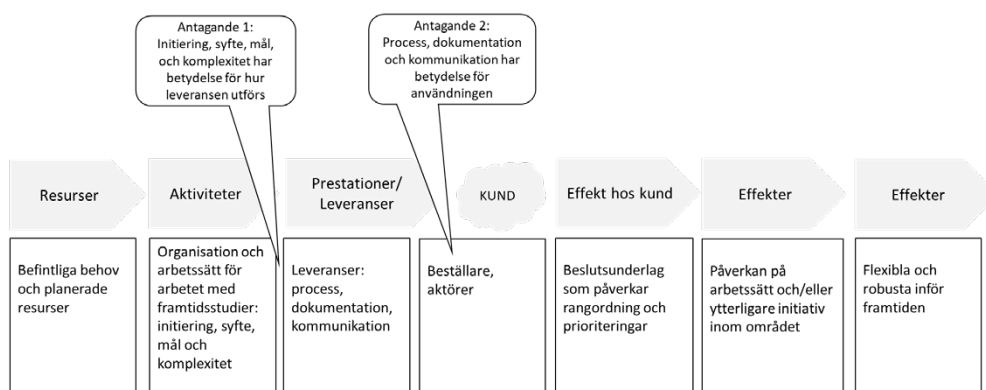 Antagande 1:
Initiering, syfte, mål,
och komplexitet har
betydelse för hur
leveransen utförs
Antagande 2:
Process, dokumentation
och kommunikation har
betydelse för
användningen
Resurser
Aktiviteter
Prestationer/
Leveranser
KUND
Effekt hos kund
Effekter
Effekter
Befintliga behov
och planerade
resurser
Organisation och
arbetssätt för
arbetet med
framtidsstudier:
initiering, syfte,
mål och
komplexitet
Leveranser:
process,
dokumentation,
kommunikation
Beställare,
aktörer
Beslutsunderlag
som påverkar
rangordning och
prioriteringar
Påverkan på
arbetssätt och/eller
ytterligare initiativ
inom området
Flexibla och
robusta inför
framtiden